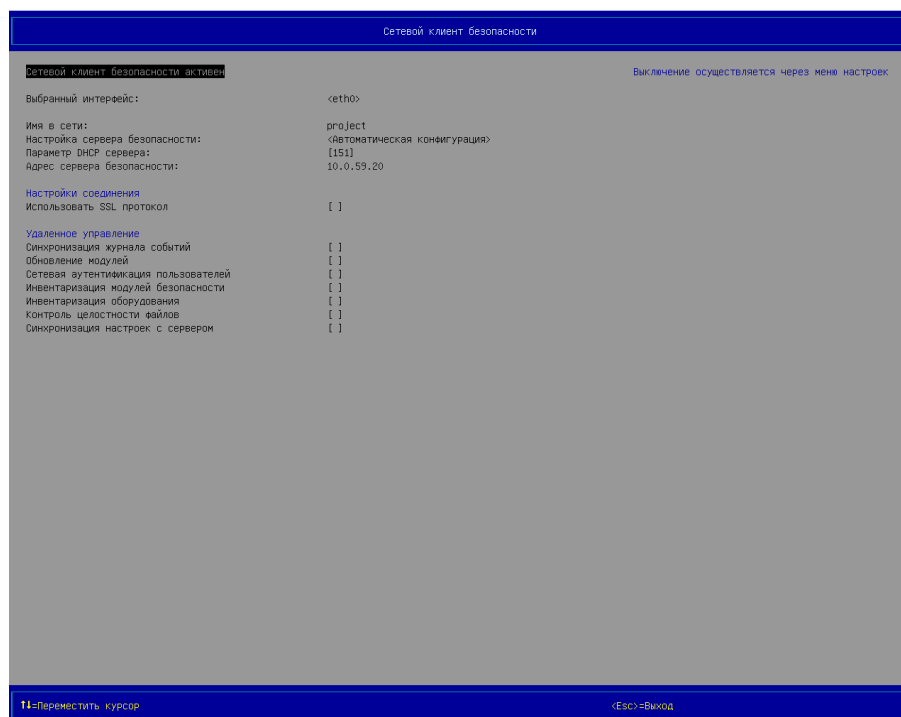 Сетевой клиент безопасности
Сетевой клиент безопасности активен Выключение осуществляется через меню настроек
Выбранный интерфейс: <eth0>
Имя в сети: project
Настройка сервера безопасности: <Автоматическая конфигурация>
Параметр DHCP сервера: [151]
Адрес сервера безопасности: 10.0.59.20
Настройки соединения
Использовать SSL протокол [ ]
Удаленное управление
Синхронизация журнала событий [ ]
Обновление модулей [ ]
Сетевая аутентификация пользователей [ ]
Инвентаризация модулей безопасности [ ]
Инвентаризация оборудования [ ]
Контроль целостности файлов [ ]
Синхронизация настроек с сервером [ ]
↑↓=Переместить курсор <Esc>=Выход